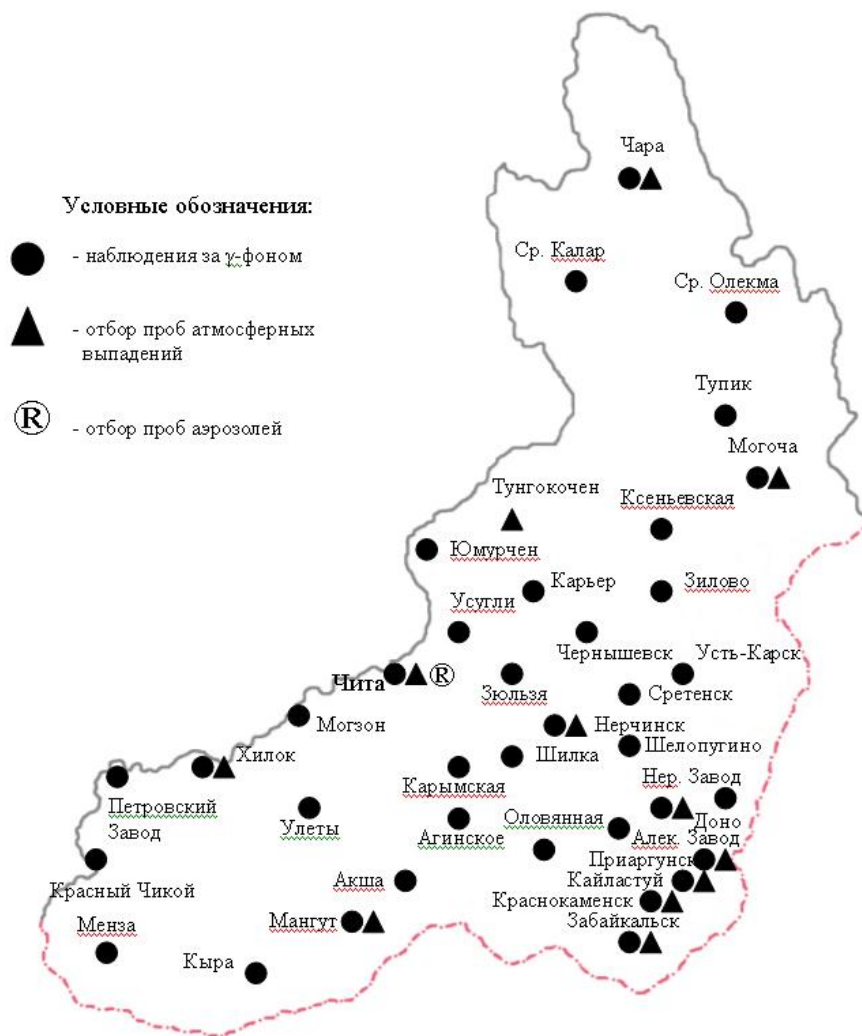 Чара
Условные обозначения:
- наблюдения за γ-фоном
Ср. Калар
Ср. Олекма
- отбор проб атмосферных
выпадений
Тупик
® - отбор проб аэрозолей
Могоча
Тунгокочен
Ксеньевская
Юмурчен
Карьер
Зилово
Усугли
Чернышевск
Усть-Карск
Чита ®
Зюльзя
Сретенск
Могзон
Нерчинск
Шилка
Шелопугино
Хилок
Карымская
Нер. Завод
Петровский
Завод
Улеты
Агинское
Оловянная
Доно
Алек. Завод
Приаргунск
Красный Чикой
Акша
Кайластуй
Краснокаменск
Менза
Мангут
Забайкальск
Кыра